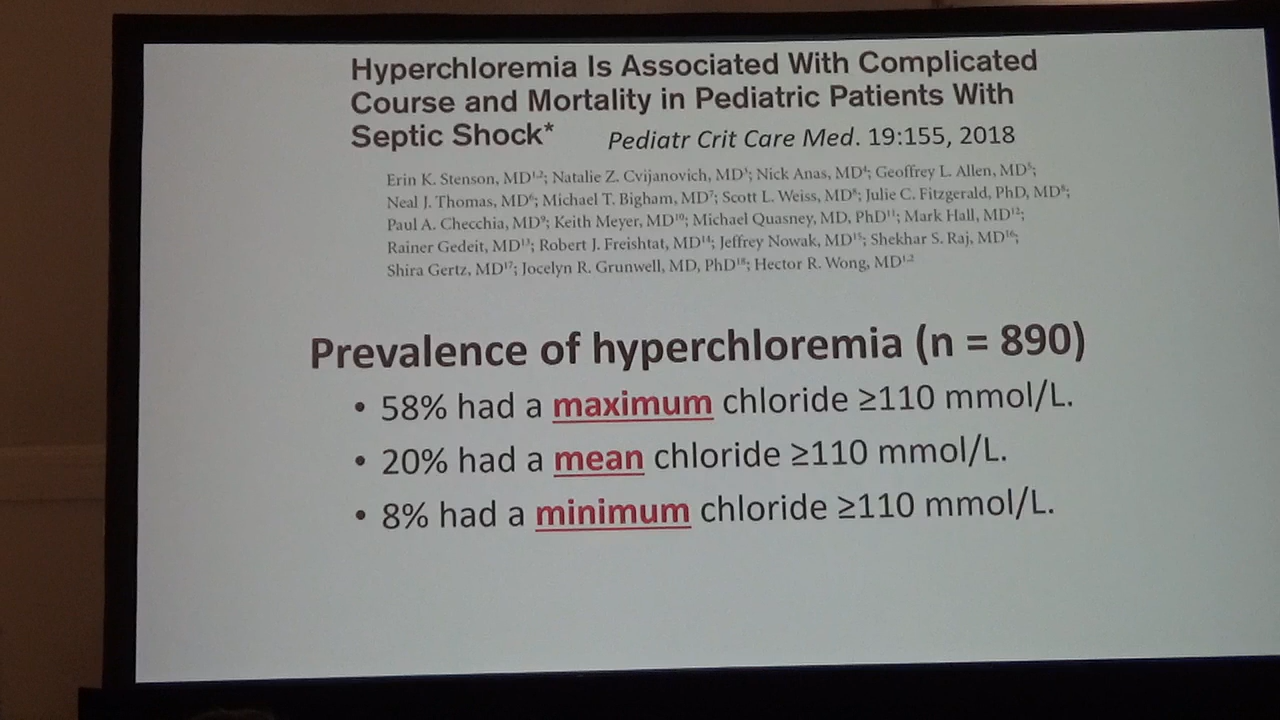 Hyperchloremia Is Associated With Complicated
Course and Mortality in Pediatric Patients With
Septic Shock* Pediatr Crit Care Med. 19:155, 2018
Erin K. Stenson, MD¹,²; Natalie Z. Cvijanovich, MD³; Nick Anas, MD⁴; Geoffrey L. Allen, MD⁵;
Neal J. Thomas, MD⁶; Michael T. Bigham, MD⁷; Scott L. Weiss, MD⁸; Julie C. Fitzgerald, PhD, MD⁸;
Paul A. Checchia, MD⁹; Keith Meyer, MD¹⁰; Michael Quasney, MD, PhD¹¹; Mark Hall, MD¹²;
Rainer Gedeit, MD¹³; Robert J. Freishtat, MD¹⁴; Jeffrey Nowak, MD¹⁵; Shekhar S. Raj, MD¹⁶;
Shira Gertz, MD¹⁷; Jocelyn R. Grunwell, MD, PhD¹⁸; Hector R. Wong, MD¹,²
Prevalence of hyperchloremia (n = 890)
• 58% had a maximum chloride ≥110 mmol/L.
• 20% had a mean chloride ≥110 mmol/L.
• 8% had a minimum chloride ≥110 mmol/L.